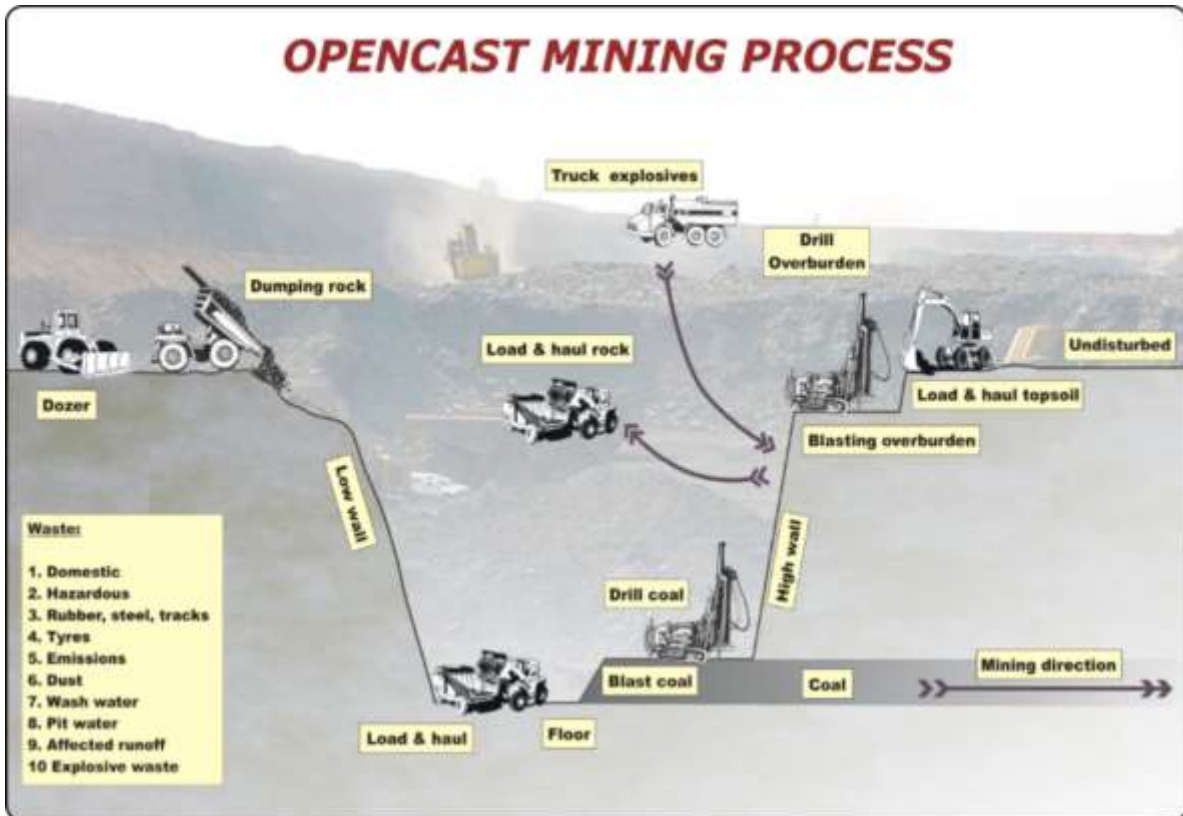 OPENCAST MINING PROCESS
Truck explosives
Drill
Overburden
Dumping rock
Load & haul rock
Undisturbed
Dozer
Load & haul topsoil
Blasting overburden
Low wall
High wall
Waste:
1. Domestic
2. Hazardous
3. Rubber, steel, tracks
4. Tyres
5. Emissions
6. Dust
7. Wash water
8. Pit water
9. Affected runoff
10 Explosive waste
Drill coal
Mining direction
Blast coal
Coal
Load & haul
Floor